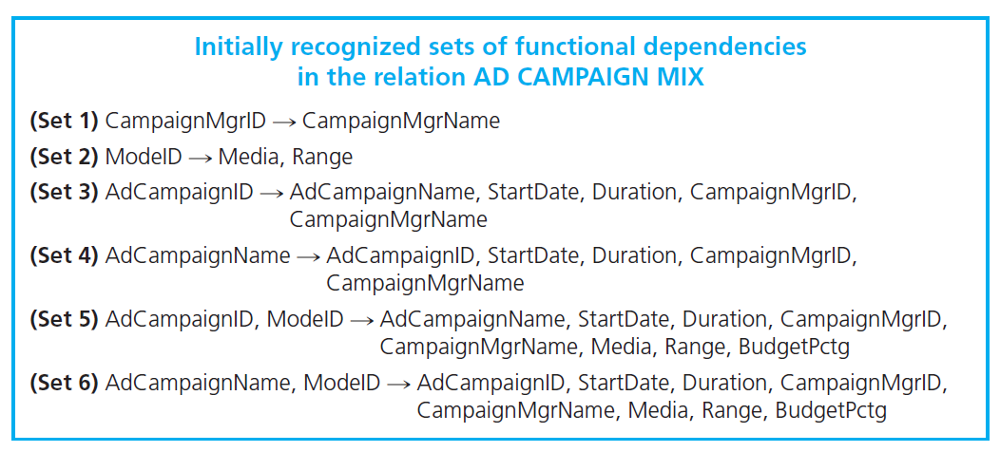 Initially recognized sets of functional dependencies
in the relation AD CAMPAIGN MIX
(Set 1) CampaignMgrID → CampaignMgrName
(Set 2) ModelID → Media, Range
(Set 3) AdCampaignID → AdCampaignName, StartDate, Duration, CampaignMgrID,
CampaignMgrName
(Set 4) AdCampaignName → AdCampaignID, StartDate, Duration, CampaignMgrID,
CampaignMgrName
(Set 5) AdCampaignID, ModelID → AdCampaignName, StartDate, Duration, CampaignMgrID,
CampaignMgrName, Media, Range, BudgetPctg
(Set 6) AdCampaignName, ModelID → AdCampaignID, StartDate, Duration, CampaignMgrID,
CampaignMgrName, Media, Range, BudgetPctg